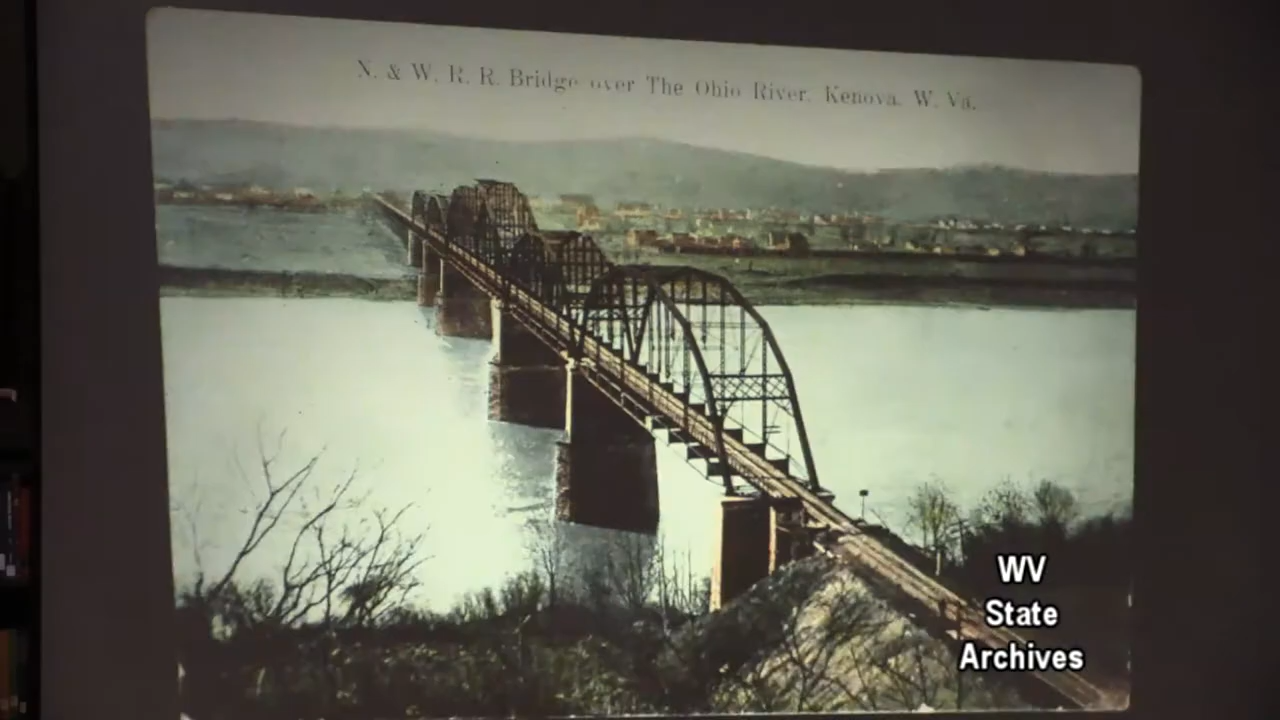 N. & W. R. R. Bridge over The Ohio River, Kenova, W. Va.
WV
State
Archives